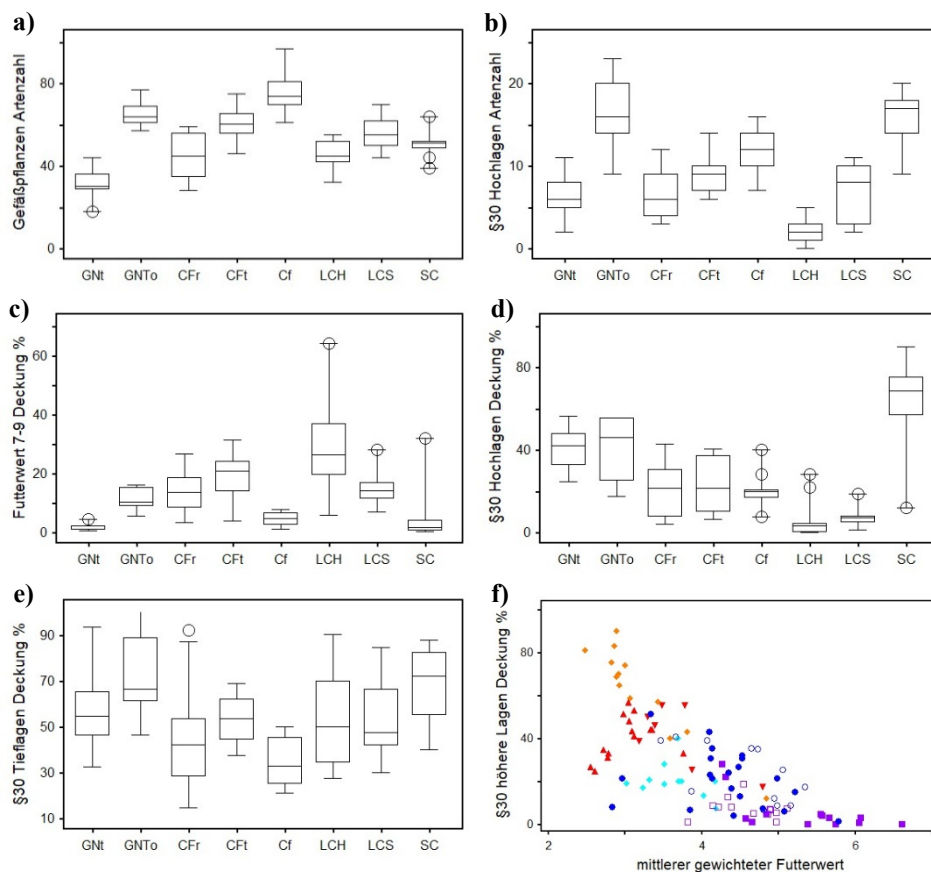 a)
Gefäßpflanzen Artenzahl
80
40
0
GNt GNTo CFr CFt Cf LCH LCS SC
b)
§30 Hochlagen Artenzahl
20
10
0
GNt GNTo CFr CFt Cf LCH LCS SC
c)
Futterwert 7-9 Deckung %
60
40
20
0
GNt GNTo CFr CFt Cf LCH LCS SC
d)
§30 Hochlagen Deckung %
80
40
0
GNt GNTo CFr CFt Cf LCH LCS SC
e)
§30 Tieflagen Deckung %
90
70
50
30
10
GNt GNTo CFr CFt Cf LCH LCS SC
f)
§30 höhere Lagen Deckung %
80
40
0
2 4 6
mittlerer gewichteter Futterwert